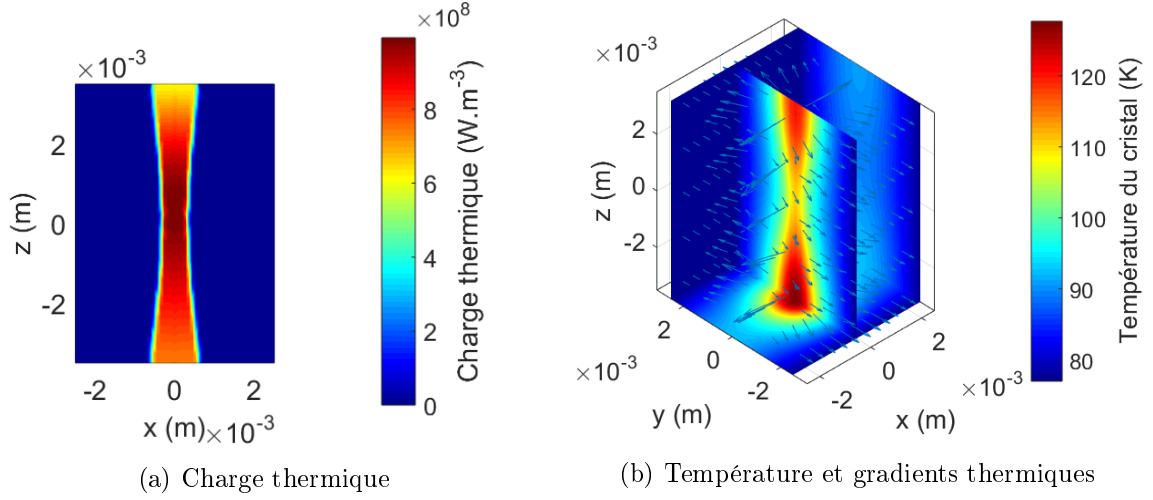 ×10⁸
×10⁻³
2
0
-2
z (m)
-2 0 2
x (m) ×10⁻³
8
6
4
2
0
Charge thermique (W.m⁻³)
(a) Charge thermique
×10⁻³
2
0
-2
z (m)
2
0
-2
×10⁻³
y (m)
-2
0
2
×10⁻³
x (m)
120
110
100
90
80
Température du cristal (K)
(b) Température et gradients thermiques